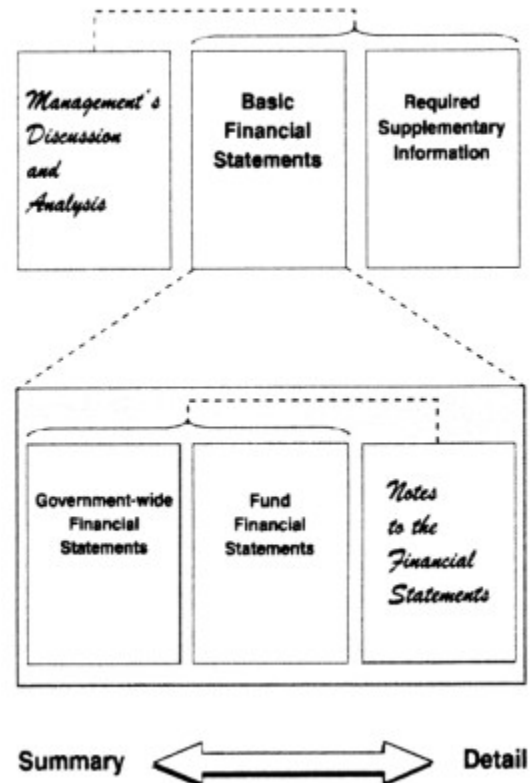 Management's
Discussion
and
Analysis
Basic
Financial
Statements
Required
Supplementary
Information
Government-wide
Financial
Statements
Fund
Financial
Statements
Notes
to the
Financial
Statements
Summary
Detail